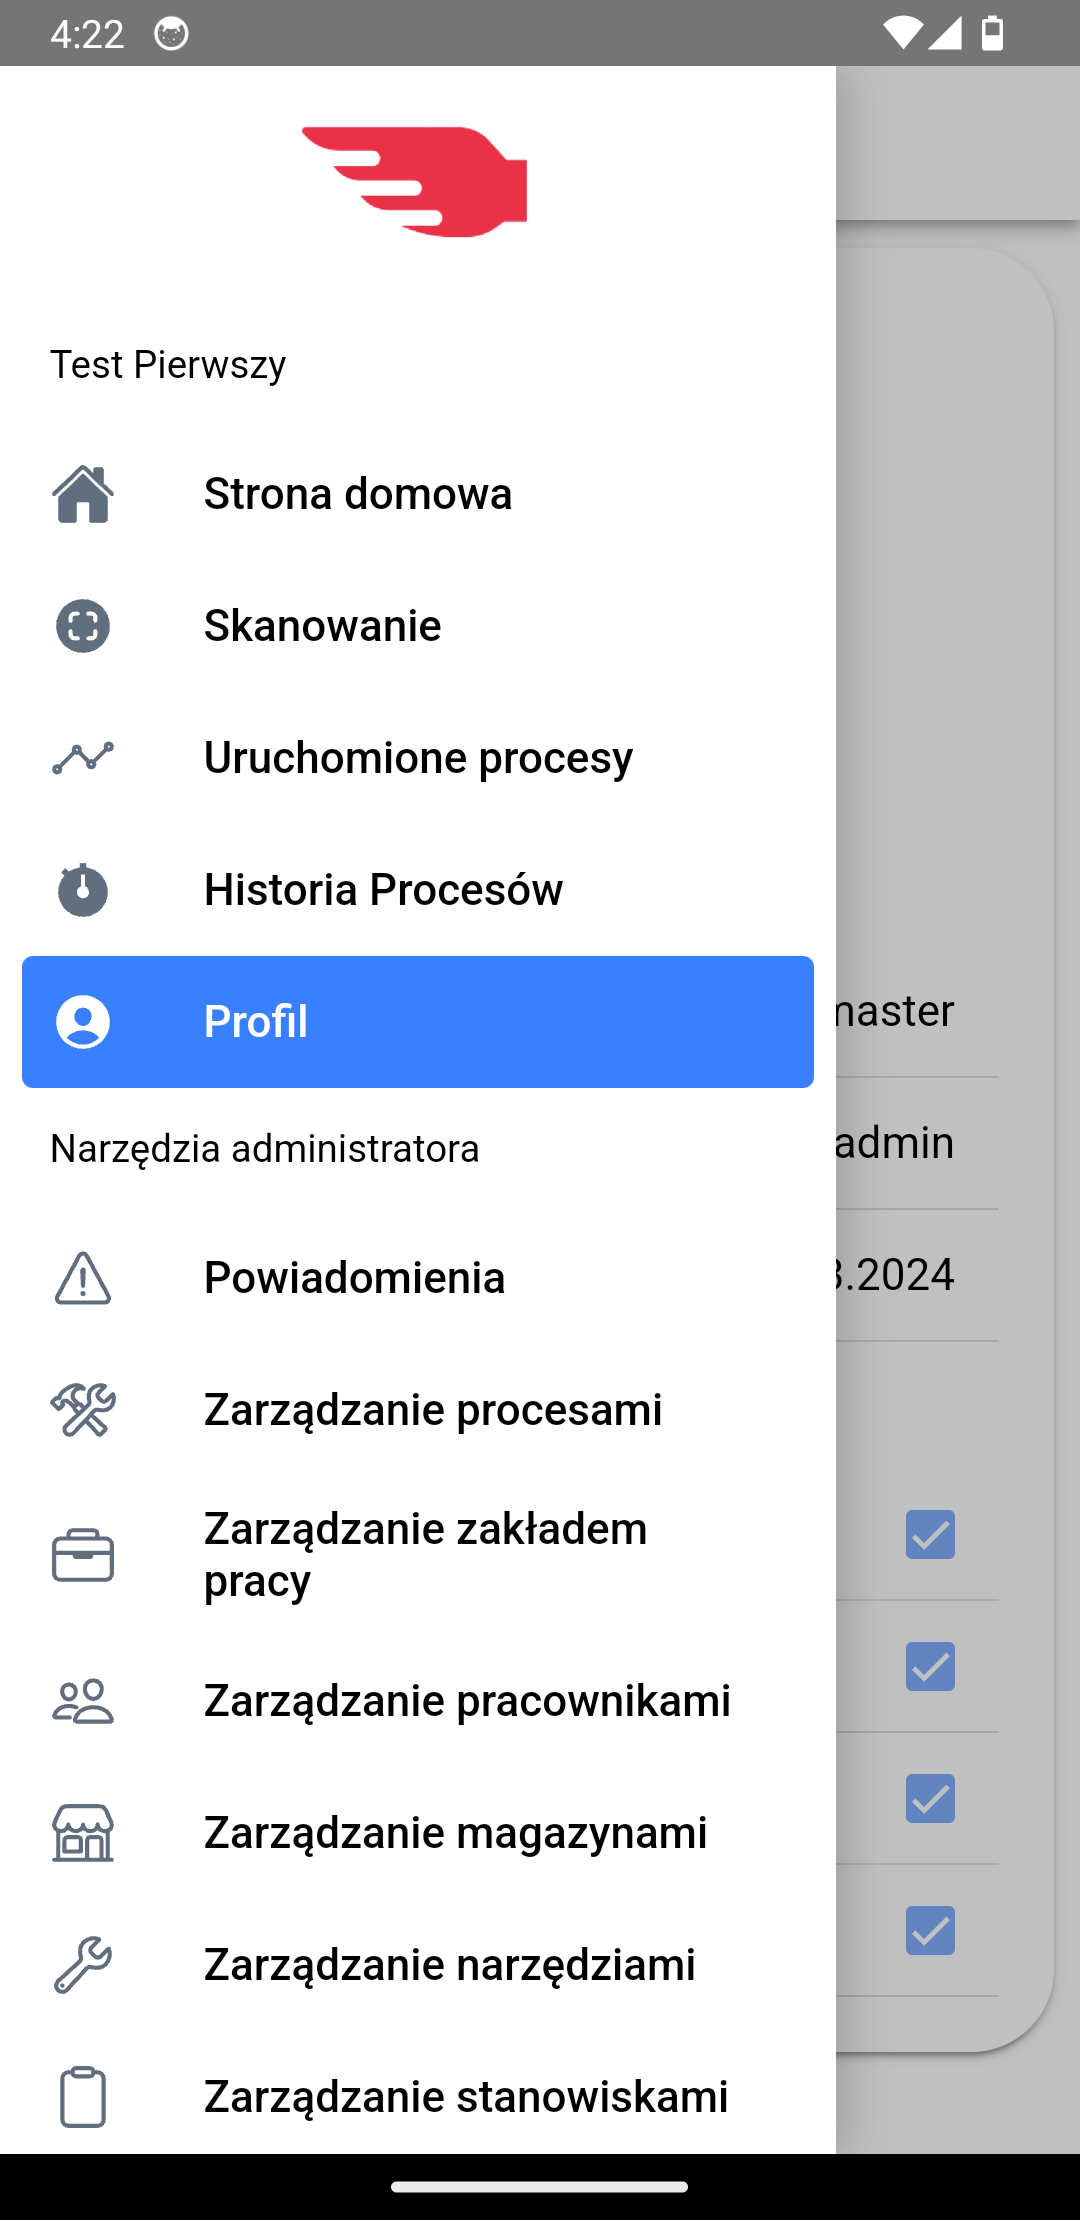 4:22
Test Pierwszy
Strona domowa
Skanowanie
Uruchomione procesy
Historia Procesów
Profil
master
Narzędzia administratora
admin
Powiadomienia
.2024
Zarządzanie procesami
Zarządzanie zakładem
pracy
Zarządzanie pracownikami
Zarządzanie magazynami
Zarządzanie narzędziami
Zarządzanie stanowiskami